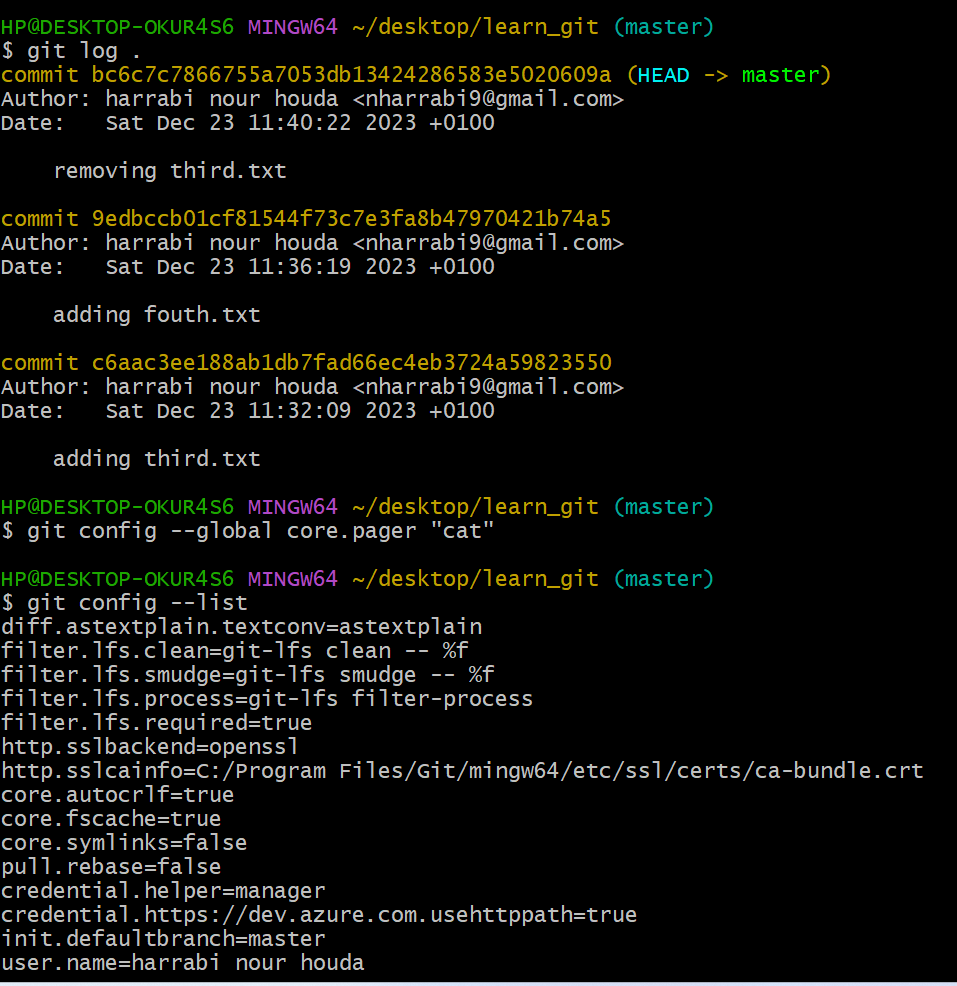 HP@DESKTOP-OKUR4S6 MINGW64 ~/desktop/learn_git (master)
$ git log .
commit bc6c7c7866755a7053db13424286583e5020609a (HEAD -> master)
Author: harrabi nour houda <nharrabi9@gmail.com>
Date:   Sat Dec 23 11:40:22 2023 +0100

    removing third.txt

commit 9edbccb01cf81544f73c7e3fa8b47970421b74a5
Author: harrabi nour houda <nharrabi9@gmail.com>
Date:   Sat Dec 23 11:36:19 2023 +0100

    adding fouth.txt

commit c6aac3ee188ab1db7fad66ec4eb3724a59823550
Author: harrabi nour houda <nharrabi9@gmail.com>
Date:   Sat Dec 23 11:32:09 2023 +0100

    adding third.txt

HP@DESKTOP-OKUR4S6 MINGW64 ~/desktop/learn_git (master)
$ git config --global core.pager "cat"

HP@DESKTOP-OKUR4S6 MINGW64 ~/desktop/learn_git (master)
$ git config --list
diff.astextplain.textconv=astextplain
filter.lfs.clean=git-lfs clean -- %f
filter.lfs.smudge=git-lfs smudge -- %f
filter.lfs.process=git-lfs filter-process
filter.lfs.required=true
http.sslbackend=openssl
http.sslcainfo=C:/Program Files/Git/mingw64/etc/ssl/certs/ca-bundle.crt
core.autocrlf=true
core.fscache=true
core.symlinks=false
pull.rebase=false
credential.helper=manager
credential.https://dev.azure.com.usehttppath=true
init.defaultbranch=master
user.name=harrabi nour houda